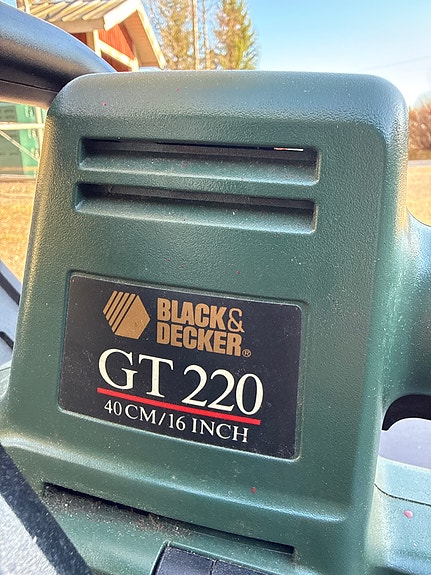 BLACK&
DECKER®
GT 220
40 CM/16 INCH